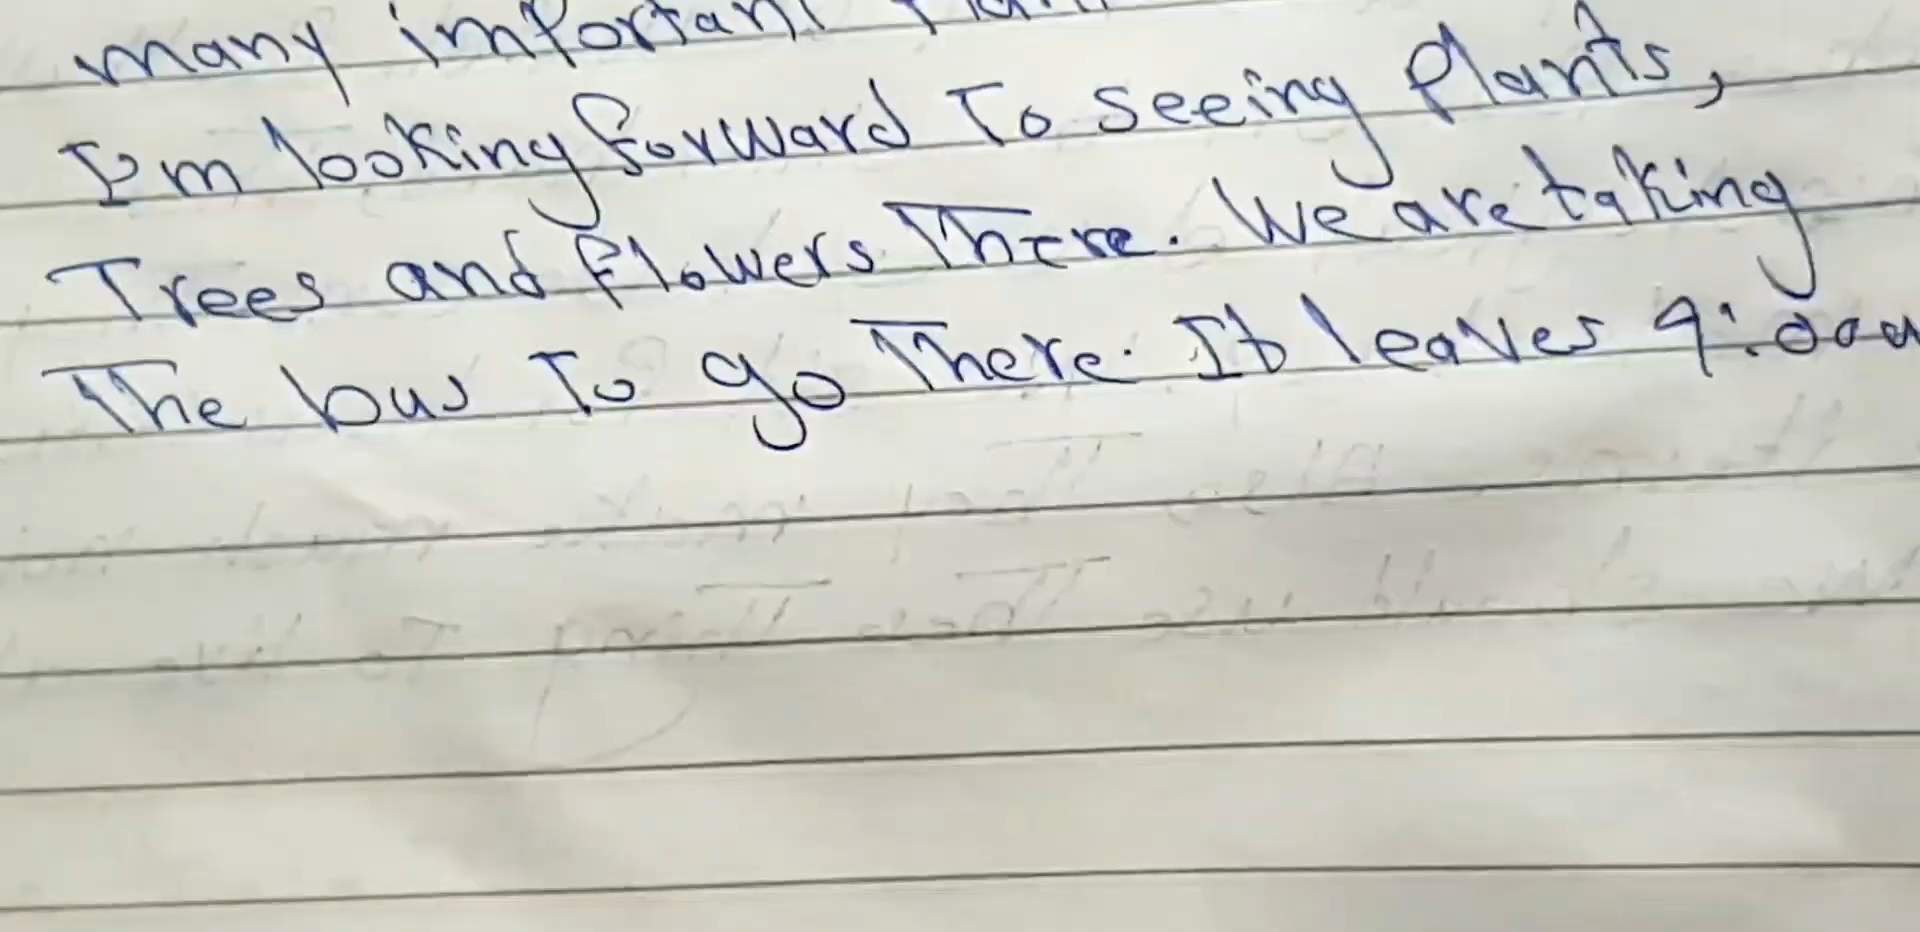 many important
I'm looking forward To seeing Plants,
Trees and flowers There. We are taking
The bus To go There. It leaves 9:00a